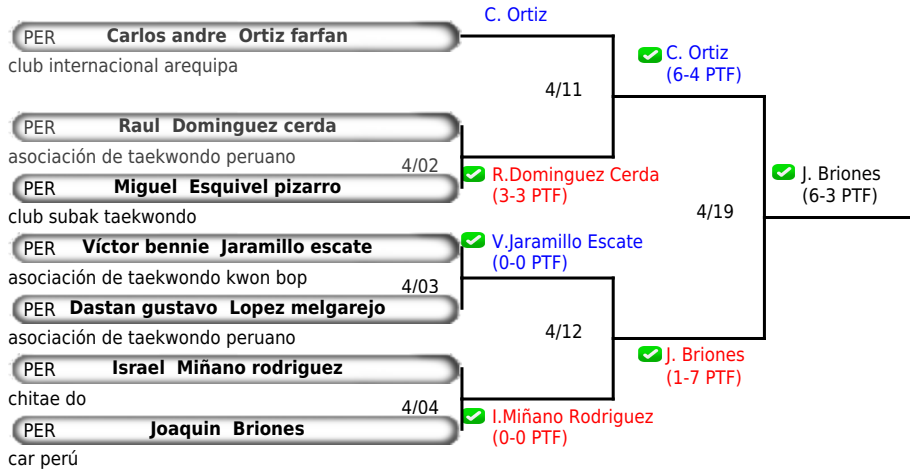 C. Ortiz
PER Carlos andre Ortiz farfan
club internacional arequipa
C. Ortiz
(6-4 PTF)
4/11
PER Raul Dominguez cerda
asociación de taekwondo peruano
4/02
R.Dominguez Cerda
(3-3 PTF)
PER Miguel Esquivel pizarro
club subak taekwondo
J. Briones
(6-3 PTF)
4/19
PER Víctor bennie Jaramillo escate
asociación de taekwondo kwon bop
V.Jaramillo Escate
(0-0 PTF)
4/03
PER Dastan gustavo Lopez melgarejo
asociación de taekwondo peruano
4/12
J. Briones
(1-7 PTF)
PER Israel Miñano rodriguez
chitae do
4/04
I.Miñano Rodriguez
(0-0 PTF)
PER Joaquin Briones
car perú